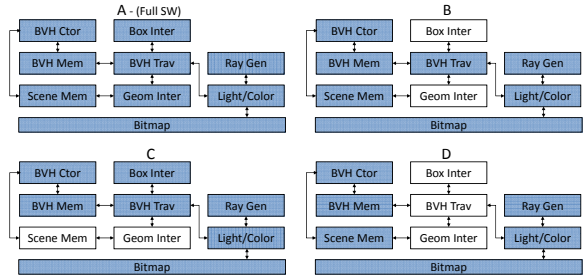 A - (Full SW)
BVH Ctor Box Inter
BVH Mem BVH Trav Ray Gen
Scene Mem Geom Inter Light/Color
Bitmap
B
BVH Ctor Box Inter
BVH Mem BVH Trav Ray Gen
Scene Mem Geom Inter Light/Color
Bitmap
C
BVH Ctor Box Inter
BVH Mem BVH Trav Ray Gen
Scene Mem Geom Inter Light/Color
Bitmap
D
BVH Ctor Box Inter
BVH Mem BVH Trav Ray Gen
Scene Mem Geom Inter Light/Color
Bitmap